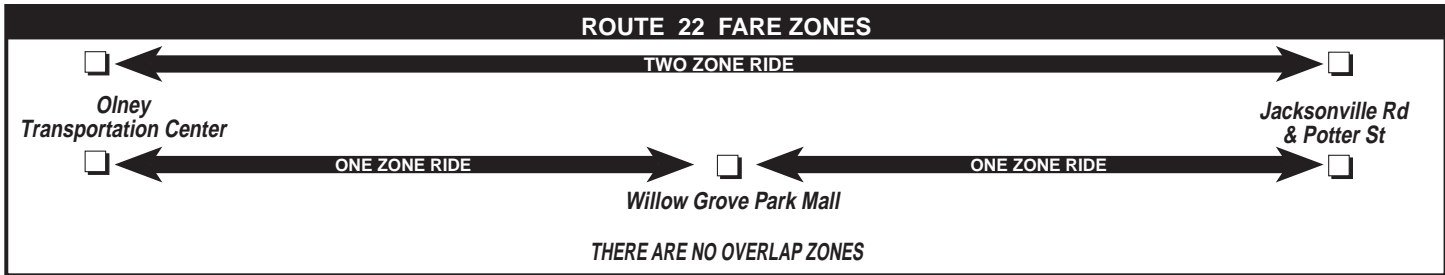 ROUTE 22 FARE ZONES
TWO ZONE RIDE
Olney
Transportation Center
Jacksonville Rd
& Potter St
ONE ZONE RIDE
ONE ZONE RIDE
Willow Grove Park Mall
THERE ARE NO OVERLAP ZONES